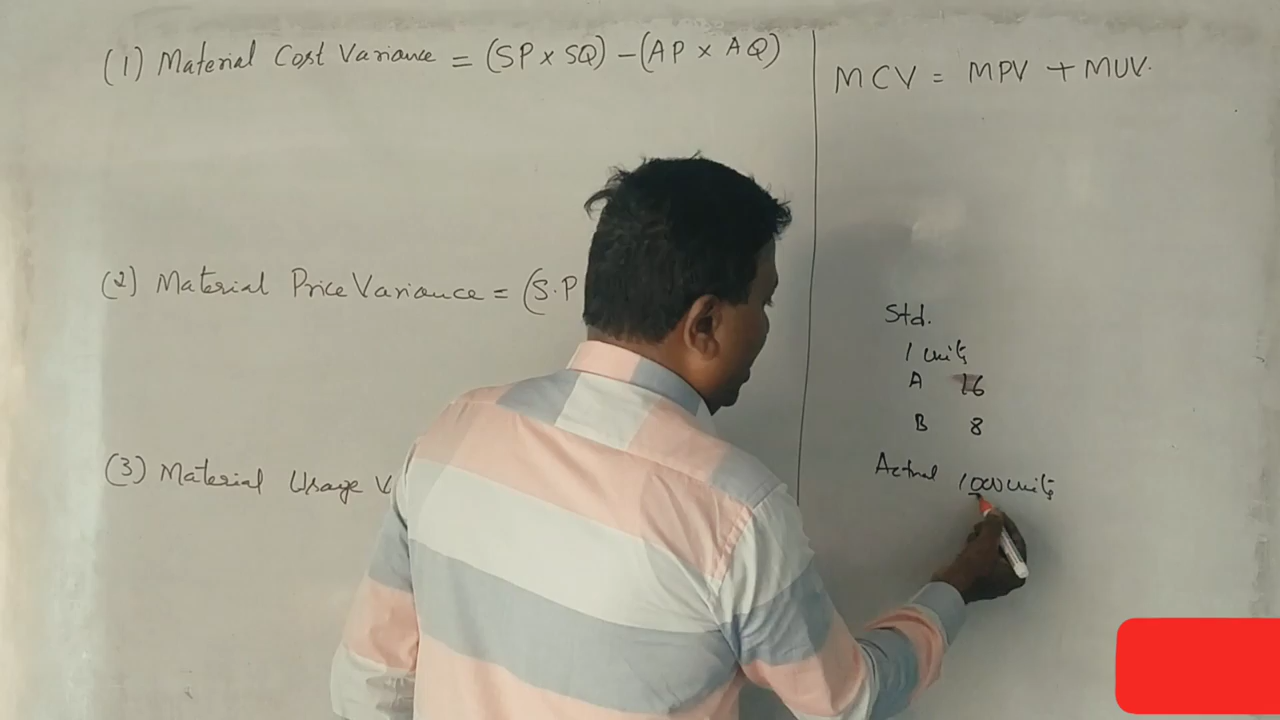 (1) Material Cost Variance = (SP x SQ) - (AP x AQ)
MCV = MPV + MUV.
(2) Material Price Variance = (S.P
(3) Material Usage V
Std.
1 units
A 16
B 8
Actual 1000 units